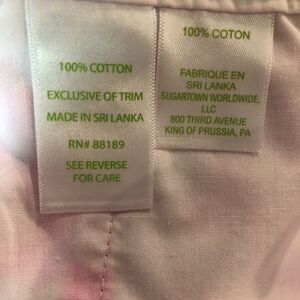 100% COTTON
EXCLUSIVE OF TRIM
MADE IN SRI LANKA
RN# 88189
SEE REVERSE
FOR CARE
100% COTON
FABRIQUE EN
SRI LANKA
SUGARTOWN WORLDWIDE,
LLC
800 THIRD AVENUE
KING OF PRUSSIA, PA